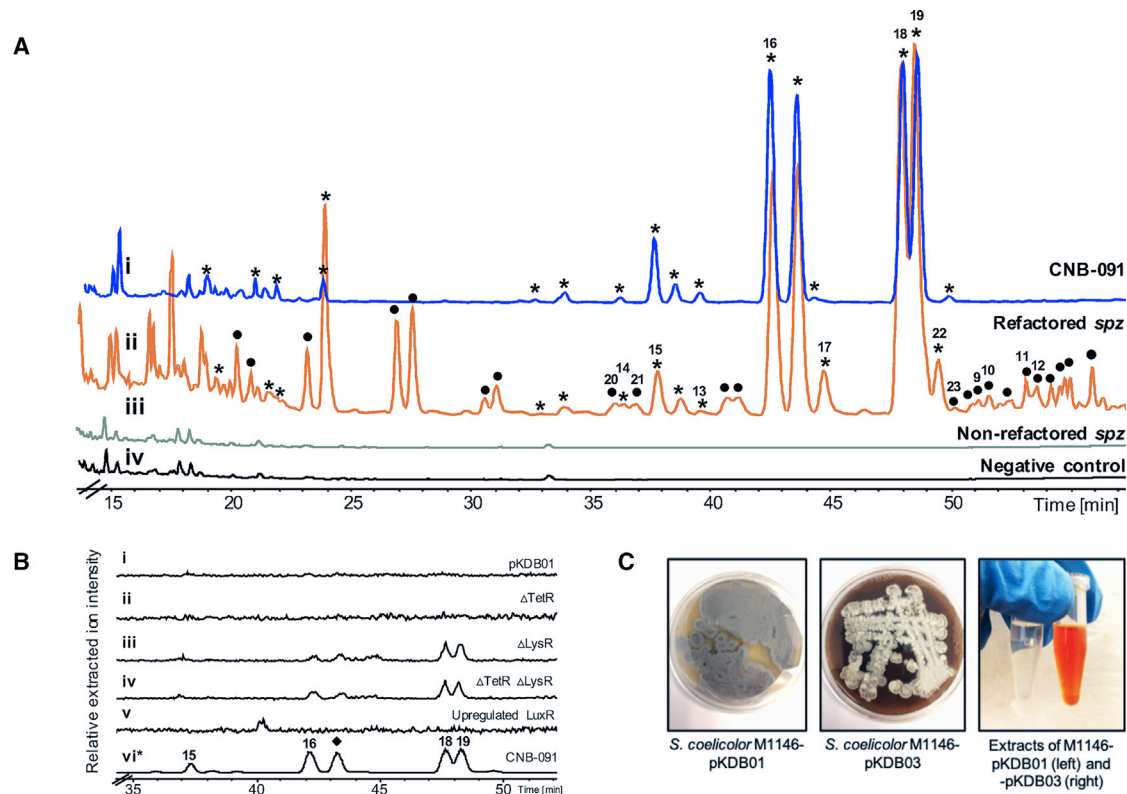 A
19
18
16
i
CNB-091
ii
Refactored spz
22
15
17
20
14
21
13
23
9
10
11
12
iii
Non-refactored spz
iv
Negative control
15 20 25 30 35 40 45 50
Time [min]
B
Relative extracted ion intensity
i
pKDB01
ii
ΔTetR
iii
ΔLysR
iv
ΔTetR ΔLysR
v
Upregulated LuxR
vi*
15
16
18
19
CNB-091
35 40 45 50 Time [min]
C
S. coelicolor M1146-
pKDB01
S. coelicolor M1146-
pKDB03
Extracts of M1146-
pKDB01 (left) and
-pKDB03 (right)